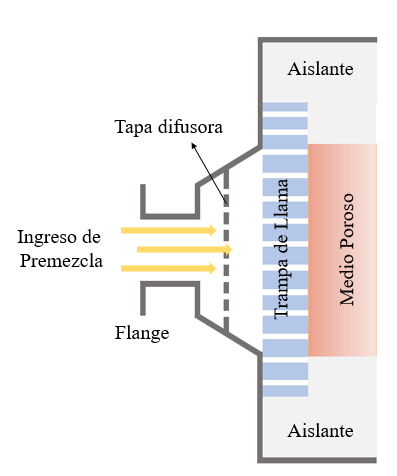 Aislante
Tapa difusora
Ingreso de
Premezcla
Trampa de Llama
Medio Poroso
Flange
Aislante